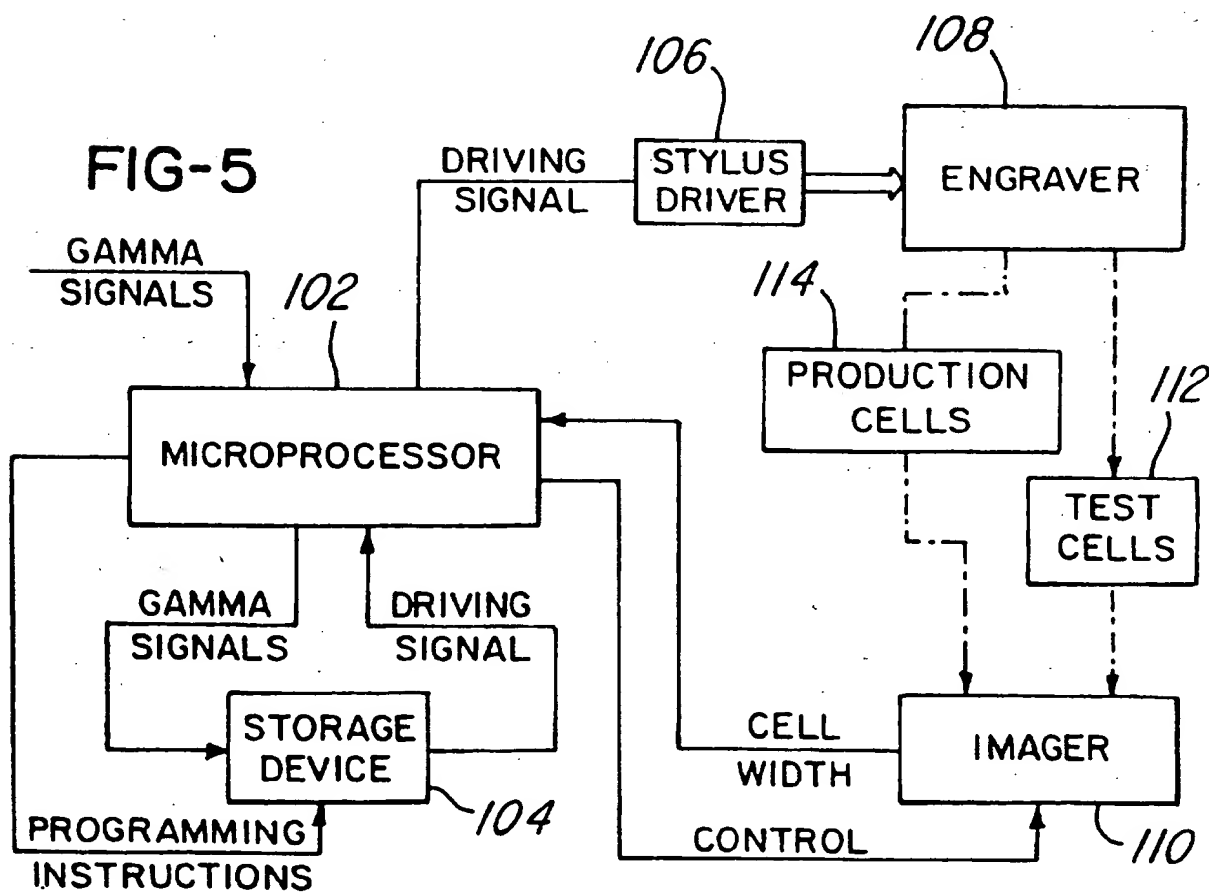 FIG-5
106
108
DRIVING
SIGNAL
STYLUS
DRIVER
ENGRAVER
GAMMA
SIGNALS
102
114
PRODUCTION
CELLS
112
MICROPROCESSOR
TEST
CELLS
GAMMA
SIGNALS
DRIVING
SIGNAL
STORAGE
DEVICE
104
CELL
WIDTH
IMAGER
PROGRAMMING
INSTRUCTIONS
CONTROL
110